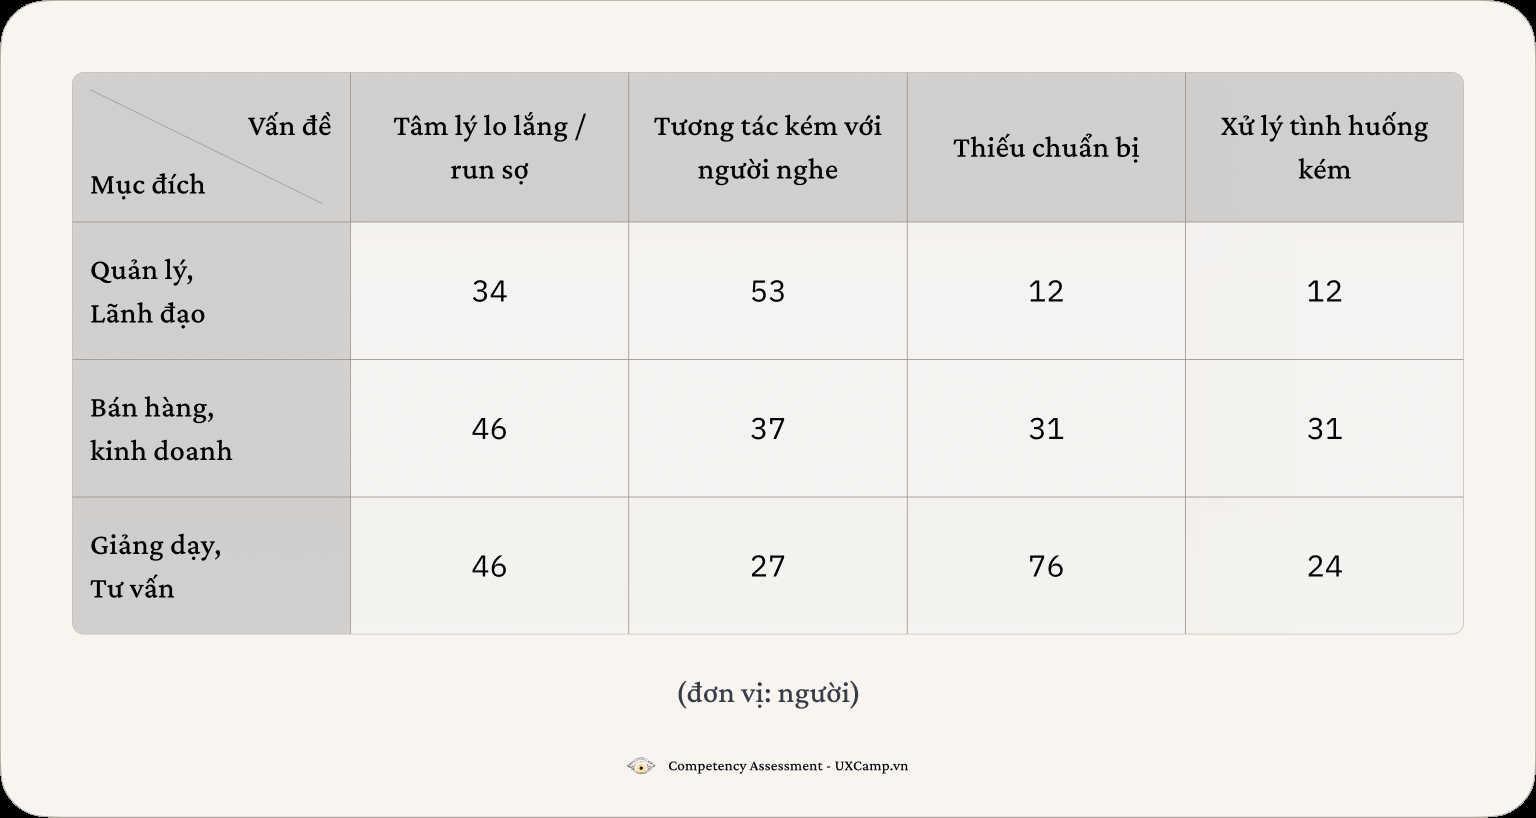 Vấn đề
Mục đích
Tâm lý lo lắng /
run sợ
Tương tác kém với
người nghe
Thiếu chuẩn bị
Xử lý tình huống
kém
Quản lý,
Lãnh đạo
34
53
12
12
Bán hàng,
kinh doanh
46
37
31
31
Giảng dạy,
Tư vấn
46
27
76
24
(đơn vị: người)
Competency Assessment - UXCamp.vn